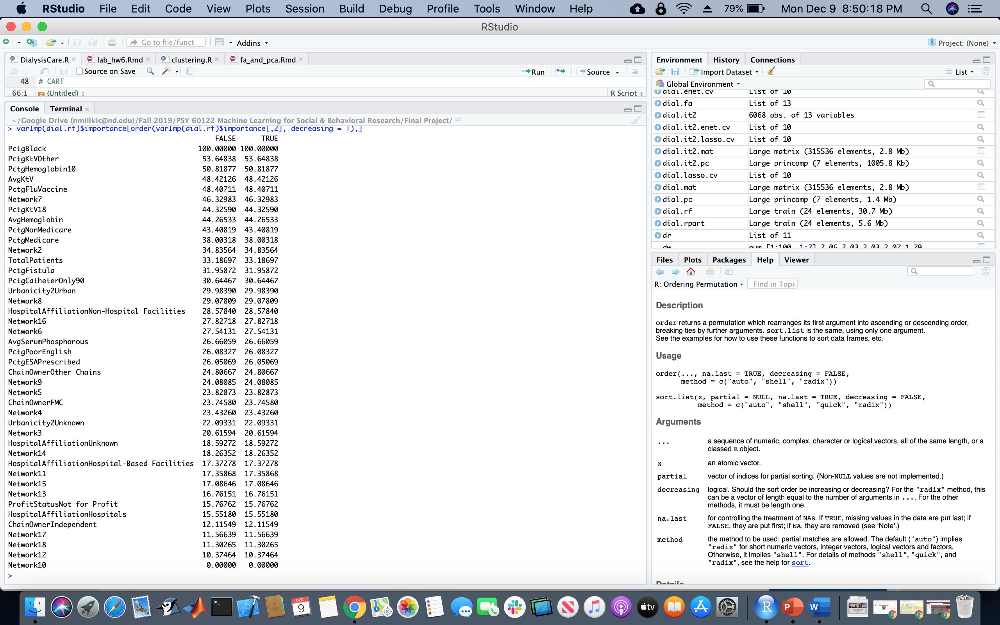 RStudio File Edit Code View Plots Session Build Debug Profile Tools Window Help 79% Mon Dec 9 8:50:18 PM
RStudio
Go to file/funct Addins Project: (None)
DialysisCare.R lab_hw6.Rmd clustering.R fa_and_pca.Rmd
Source on Save Run Source
48 # CART
66:1 (Untitled) R Script
Console Terminal
~/Google Drive (nmilikic@nd.edu)/Fall 2019/PSY 60122 Machine Learning for Social & Behavioral Research/Final Project/
> varImp(dial.rf)$importance[order(varImp(dial.rf)$importance[,2], decreasing = T),]
FALSE TRUE
PctgBlack 100.00000 100.00000
PctgKtVOther 53.64838 53.64838
PctgHemoglobin10 50.81877 50.81877
AvgKtV 48.42126 48.42126
PctgFluVaccine 48.40711 48.40711
Network7 46.32983 46.32983
PctgKtV18 44.32590 44.32590
AvgHemoglobin 44.26533 44.26533
PctgNonMedicare 43.40819 43.40819
PctgMedicare 38.00318 38.00318
Network2 34.83564 34.83564
TotalPatients 33.18697 33.18697
PctgFistula 31.95872 31.95872
PctgCatheterOnly90 30.64467 30.64467
Urbanicity2Urban 29.98390 29.98390
Network8 29.07809 29.07809
HospitalAffiliationNon-Hospital Facilities 28.57840 28.57840
Network16 27.82718 27.82718
Network6 27.54131 27.54131
AvgSerumPhosphorous 26.66059 26.66059
PctgPoorEnglish 26.08327 26.08327
PctgESAPrescribed 26.05069 26.05069
ChainOwnerOther Chains 24.80667 24.80667
Network9 24.08085 24.08085
Network5 23.82873 23.82873
ChainOwnerFMC 23.74580 23.74580
Network4 23.43260 23.43260
Urbanicity2Unknown 22.09331 22.09331
Network3 20.61594 20.61594
HospitalAffiliationUnknown 18.59272 18.59272
Network14 18.26352 18.26352
HospitalAffiliationHospital-Based Facilities 17.37278 17.37278
Network11 17.35868 17.35868
Network15 17.08646 17.08646
Network13 16.76151 16.76151
ProfitStatusNot for Profit 15.76762 15.76762
HospitalAffiliationHospitals 15.55180 15.55180
ChainOwnerIndependent 12.11549 12.11549
Network17 11.56639 11.56639
Network18 11.30265 11.30265
Network12 10.37464 10.37464
Network10 0.00000 0.00000
>
Environment History Connections
Import Dataset List
Global Environment
dial.enet.cv List of 10
dial.fa List of 13
dial.it2 6068 obs. of 13 variables
dial.it2.enet.cv List of 10
dial.it2.lasso.cv List of 10
dial.it2.mat Large matrix (315536 elements, 2.8 Mb)
dial.it2.pc Large princomp (7 elements, 1005.8 Kb)
dial.lasso.cv List of 10
dial.mat Large matrix (315536 elements, 2.8 Mb)
dial.pc Large princomp (7 elements, 1.4 Mb)
dial.rf Large train (24 elements, 30.7 Mb)
dial.rpart Large train (24 elements, 5.6 Mb)
dr List of 11
dw num [1:100, 1:2] 2.06 2.03 2.03 2.07 1.79
Files Plots Packages Help Viewer
R: Ordering Permutation Find in Topi
Description
order returns a permutation which rearranges its first argument into ascending or descending order,
breaking ties by further arguments. sort.list is the same, using only one argument.
See the examples for how to use these functions to sort data frames, etc.
Usage
order(..., na.last = TRUE, decreasing = FALSE,
method = c("auto", "shell", "radix"))
sort.list(x, partial = NULL, na.last = TRUE, decreasing = FALSE,
method = c("auto", "shell", "quick", "radix"))
Arguments
... a sequence of numeric, complex, character or logical vectors, all of the same length, or a
classed R object.
x an atomic vector.
partial vector of indices for partial sorting. (Non-NULL values are not implemented.)
decreasing logical. Should the sort order be increasing or decreasing? For the "radix" method, this
can be a vector of length equal to the number of arguments in .... For the other
methods, it must be length one.
na.last for controlling the treatment of NAs. If TRUE, missing values in the data are put last; if
FALSE, they are put first; if NA, they are removed (see ‘Note’.)
method the method to be used: partial matches are allowed. The default ("auto") implies
"radix" for short numeric vectors, integer vectors, logical vectors and factors.
Otherwise, it implies "shell". For details of methods "shell", "quick", and
"radix", see the help for sort.
Details
DEC
9
tv
R P W